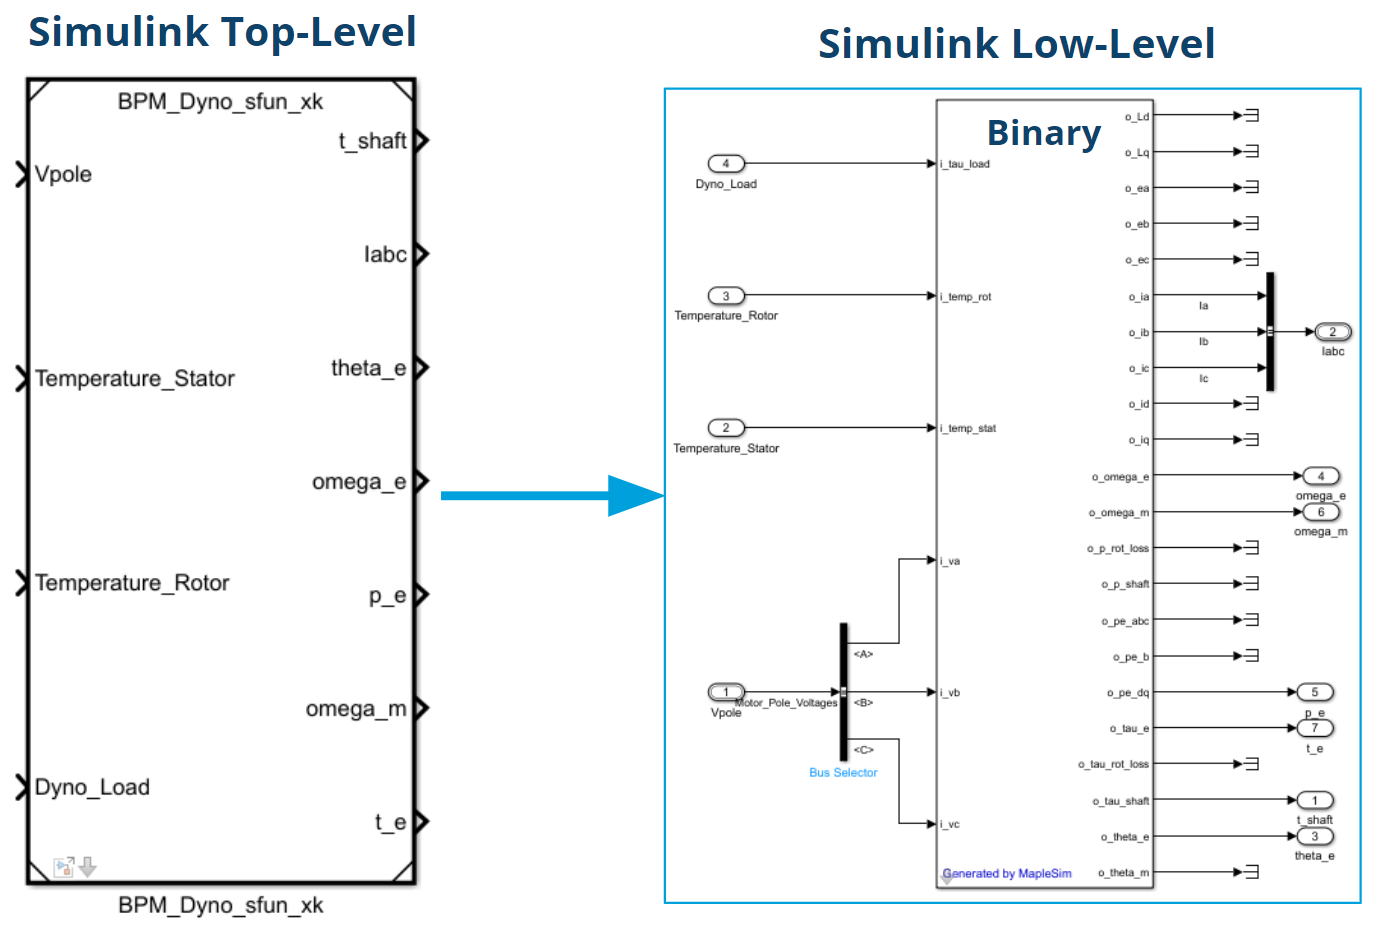 Simulink Top-Level
BPM_Dyno_sfun_xk
Vpole
Temperature_Stator
Temperature_Rotor
Dyno_Load
t_shaft
Iabc
theta_e
omega_e
p_e
omega_m
t_e
BPM_Dyno_sfun_xk
Simulink Low-Level
Binary
4
Dyno_Load
3
Temperature_Rotor
2
Temperature_Stator
1
Vpole
Motor_Pole_Voltages
<A>
<B>
<C>
Bus Selector
i_tau_load
i_temp_rot
i_temp_stat
i_va
i_vb
i_vc
Generated by MapleSim
o_Ld
o_Lq
o_ea
o_eb
o_ec
o_ia
o_ib
o_ic
o_id
o_iq
o_omega_e
o_omega_m
o_p_rot_loss
o_p_shaft
o_pe_abc
o_pe_b
o_pe_dq
o_tau_e
o_tau_rot_loss
o_tau_shaft
o_theta_e
o_theta_m
Ia
Ib
Ic
2
Iabc
4
omega_e
6
omega_m
5
p_e
7
t_e
1
t_shaft
3
theta_e